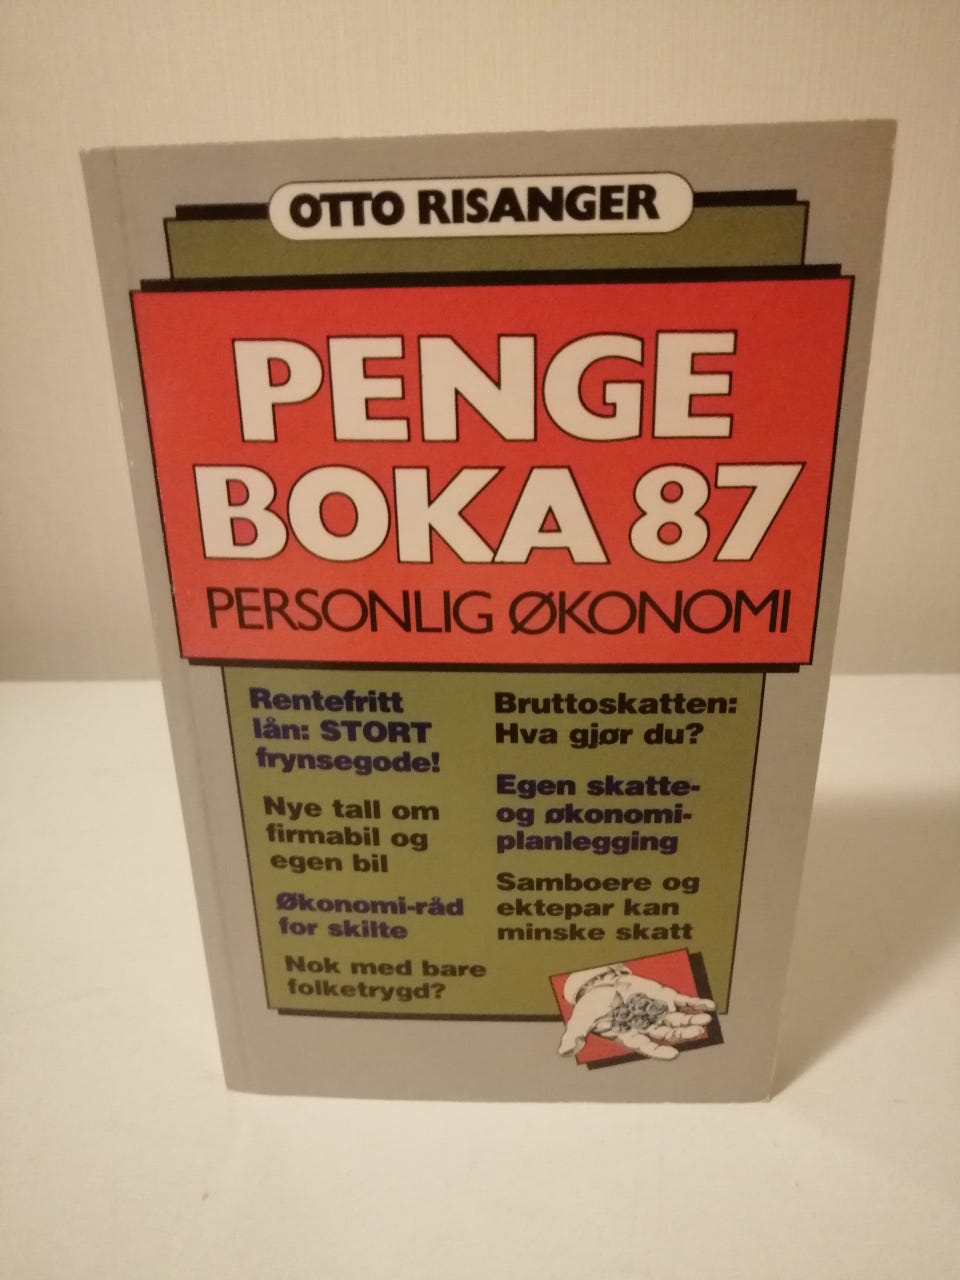 OTTO RISANGER
PENGE
BOKA 87
PERSONLIG ØKONOMI
Rentefritt
lån: STORT
frynsegode!
Nye tall om
firmabil og
egen bil
Økonomi-råd
for skilte
Nok med bare
folketrygd?
Bruttoskatten:
Hva gjør du?
Egen skatte-
og økonomi-
planlegging
Samboere og
ektepar kan
minske skatt